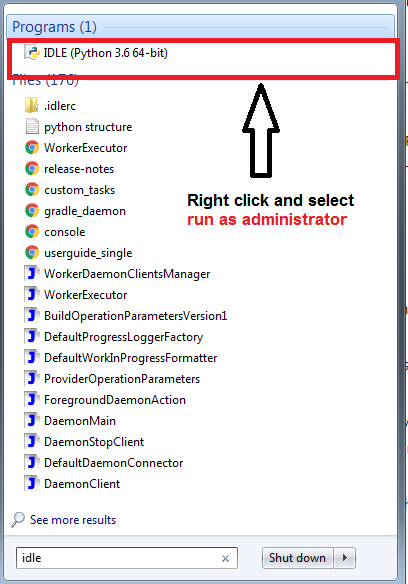 Programs (1)
IDLE (Python 3.6 64-bit)
Files (176)
.idlerc
python structure
WorkerExecutor
release-notes
custom_tasks
gradle_daemon
console
userguide_single
WorkerDaemonClientsManager
WorkerExecutor
BuildOperationParametersVersion1
DefaultProgressLoggerFactory
DefaultWorkInProgressFormatter
ProviderOperationParameters
ForegroundDaemonAction
DaemonMain
DaemonStopClient
DefaultDaemonConnector
DaemonClient
Right click and select
run as administrator
See more results
idle
Shut down